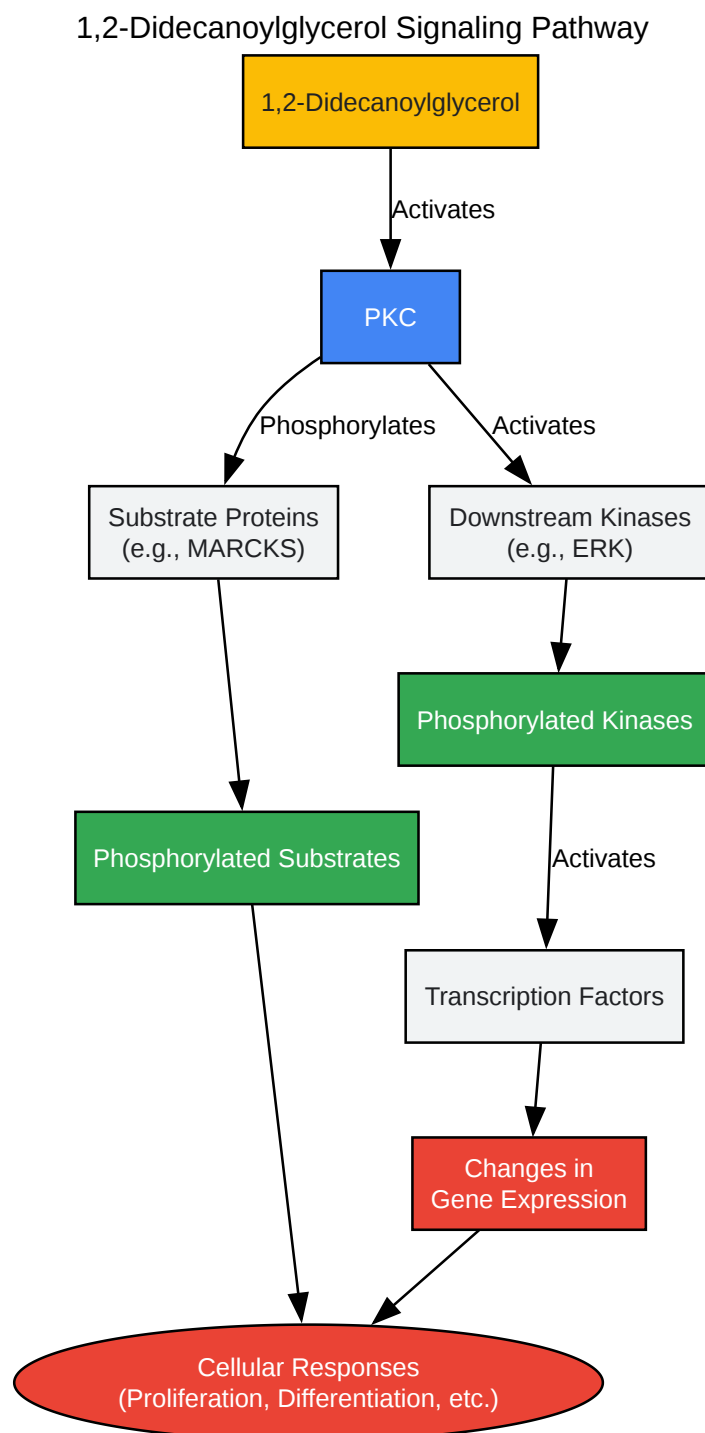 1,2-Didecanoylglycerol Signaling Pathway
1,2-Didecanoylglycerol
Activates
PKC
Phosphorylates
Activates
Substrate Proteins
(e.g., MARCKS)
Downstream Kinases
(e.g., ERK)
Phosphorylated Kinases
Phosphorylated Substrates
Activates
Transcription Factors
Changes in
Gene Expression
Cellular Responses
(Proliferation, Differentiation, etc.)